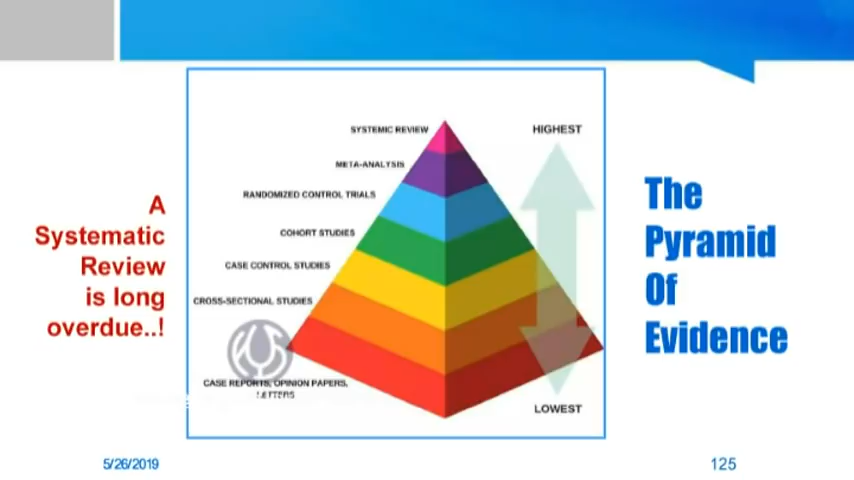 A
Systematic
Review
is long
overdue..!
SYSTEMIC REVIEW
META-ANALYSIS
RANDOMIZED CONTROL TRIALS
COHORT STUDIES
CASE CONTROL STUDIES
CROSS-SECTIONAL STUDIES
CASE REPORTS, OPINION PAPERS,
LETTERS
HIGHEST
LOWEST
The
Pyramid
Of
Evidence
5/26/2019
125